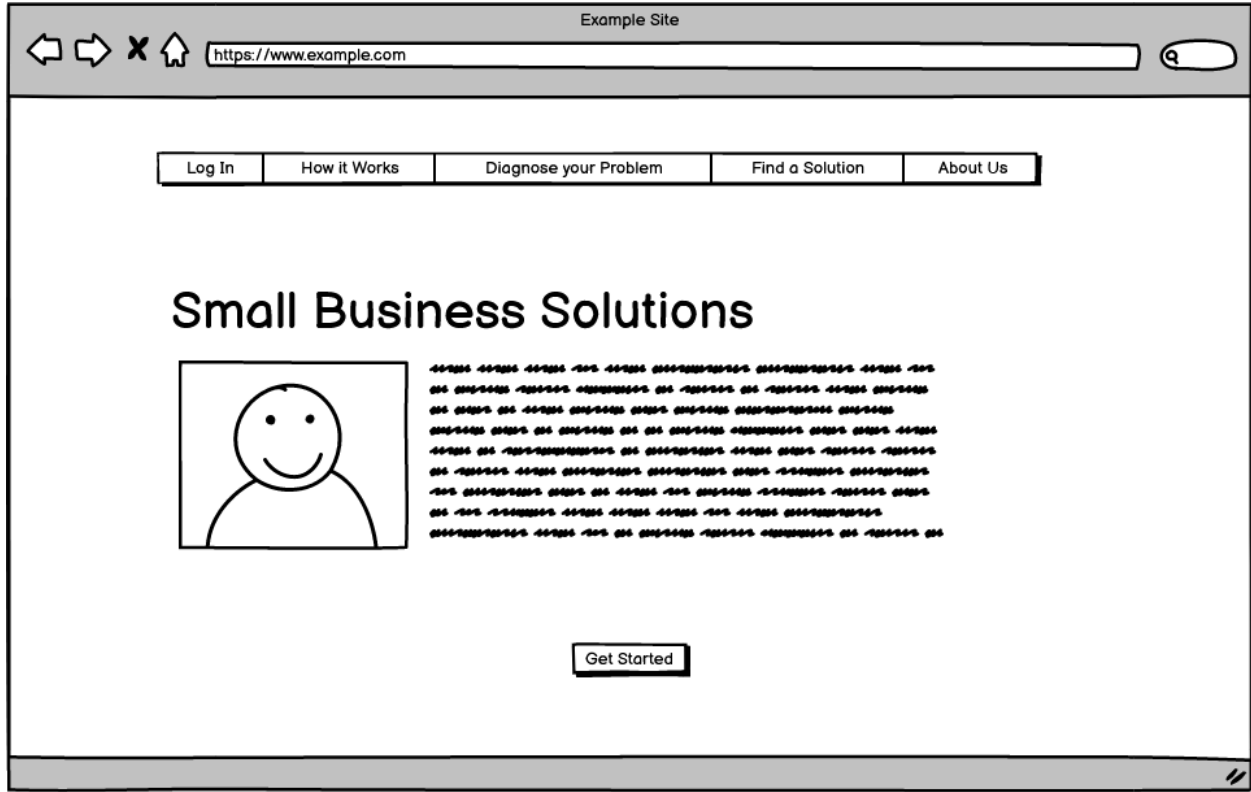 Example Site
https://www.example.com
Log In How it Works Diagnose your Problem Find a Solution About Us
Small Business Solutions
Get Started